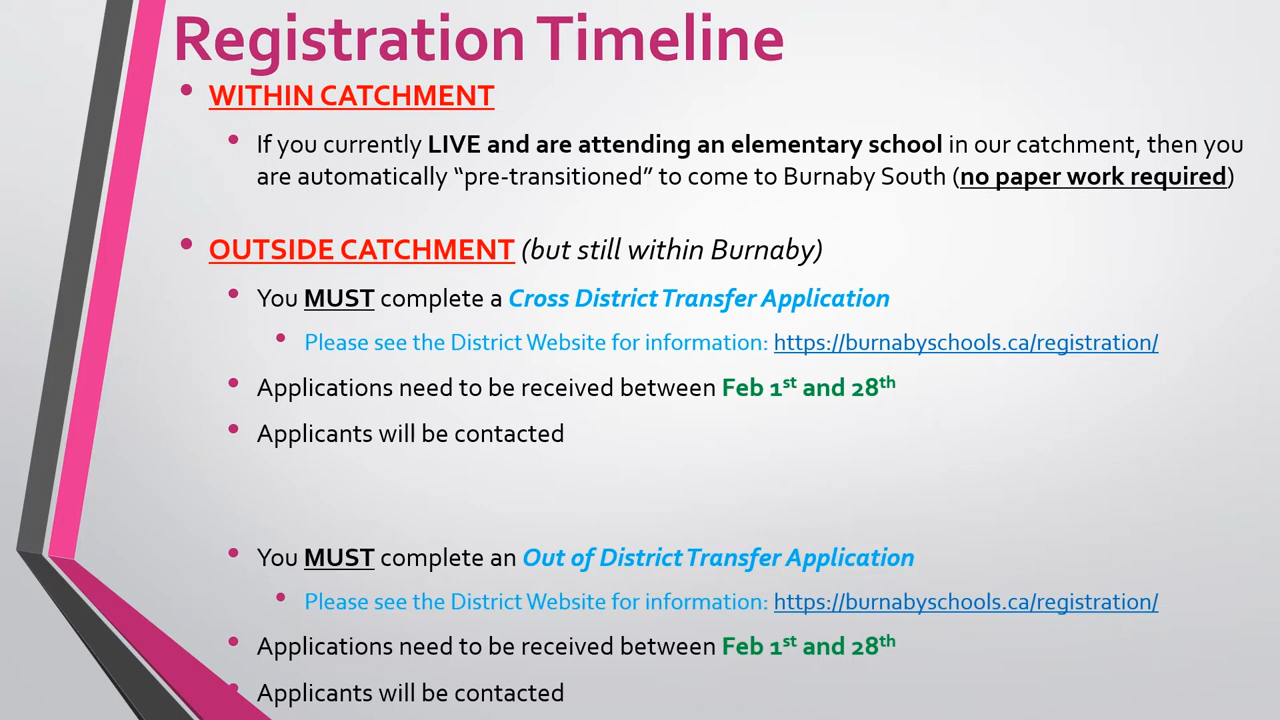 Registration Timeline
• WITHIN CATCHMENT
• If you currently LIVE and are attending an elementary school in our catchment, then you
are automatically “pre-transitioned” to come to Burnaby South (no paper work required)
• OUTSIDE CATCHMENT (but still within Burnaby)
• You MUST complete a Cross District Transfer Application
• Please see the District Website for information: https://burnabyschools.ca/registration/
• Applications need to be received between Feb 1st and 28th
• Applicants will be contacted
• You MUST complete an Out of District Transfer Application
• Please see the District Website for information: https://burnabyschools.ca/registration/
• Applications need to be received between Feb 1st and 28th
• Applicants will be contacted